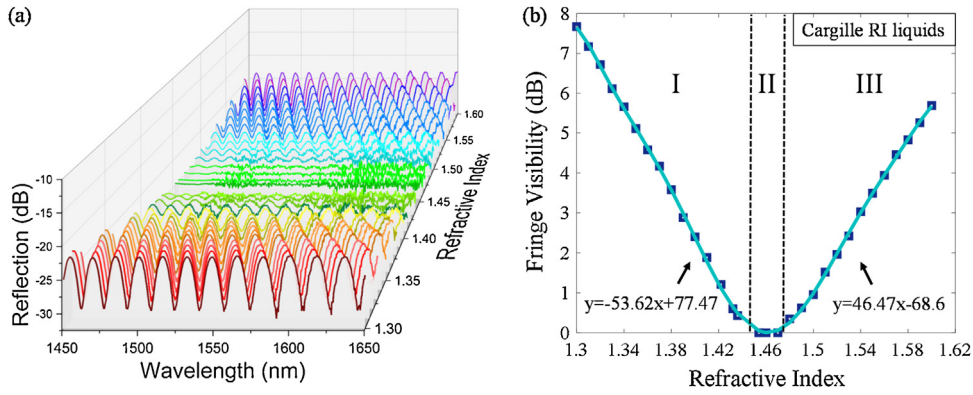 (a)
Reflection (dB)
-10
-15
-20
-25
-30
1450
1500
1550
1600
1650
Wavelength (nm)
1.30
1.35
1.40
1.45
1.50
1.55
1.60
Refractive Index
(b)
Fringe Visibility (dB)
8
7
6
5
4
3
2
1
0
Cargille RI liquids
I
II
III
y=-53.62x+77.47
y=46.47x-68.6
1.3 1.34 1.38 1.42 1.46 1.5 1.54 1.58 1.62
Refractive Index